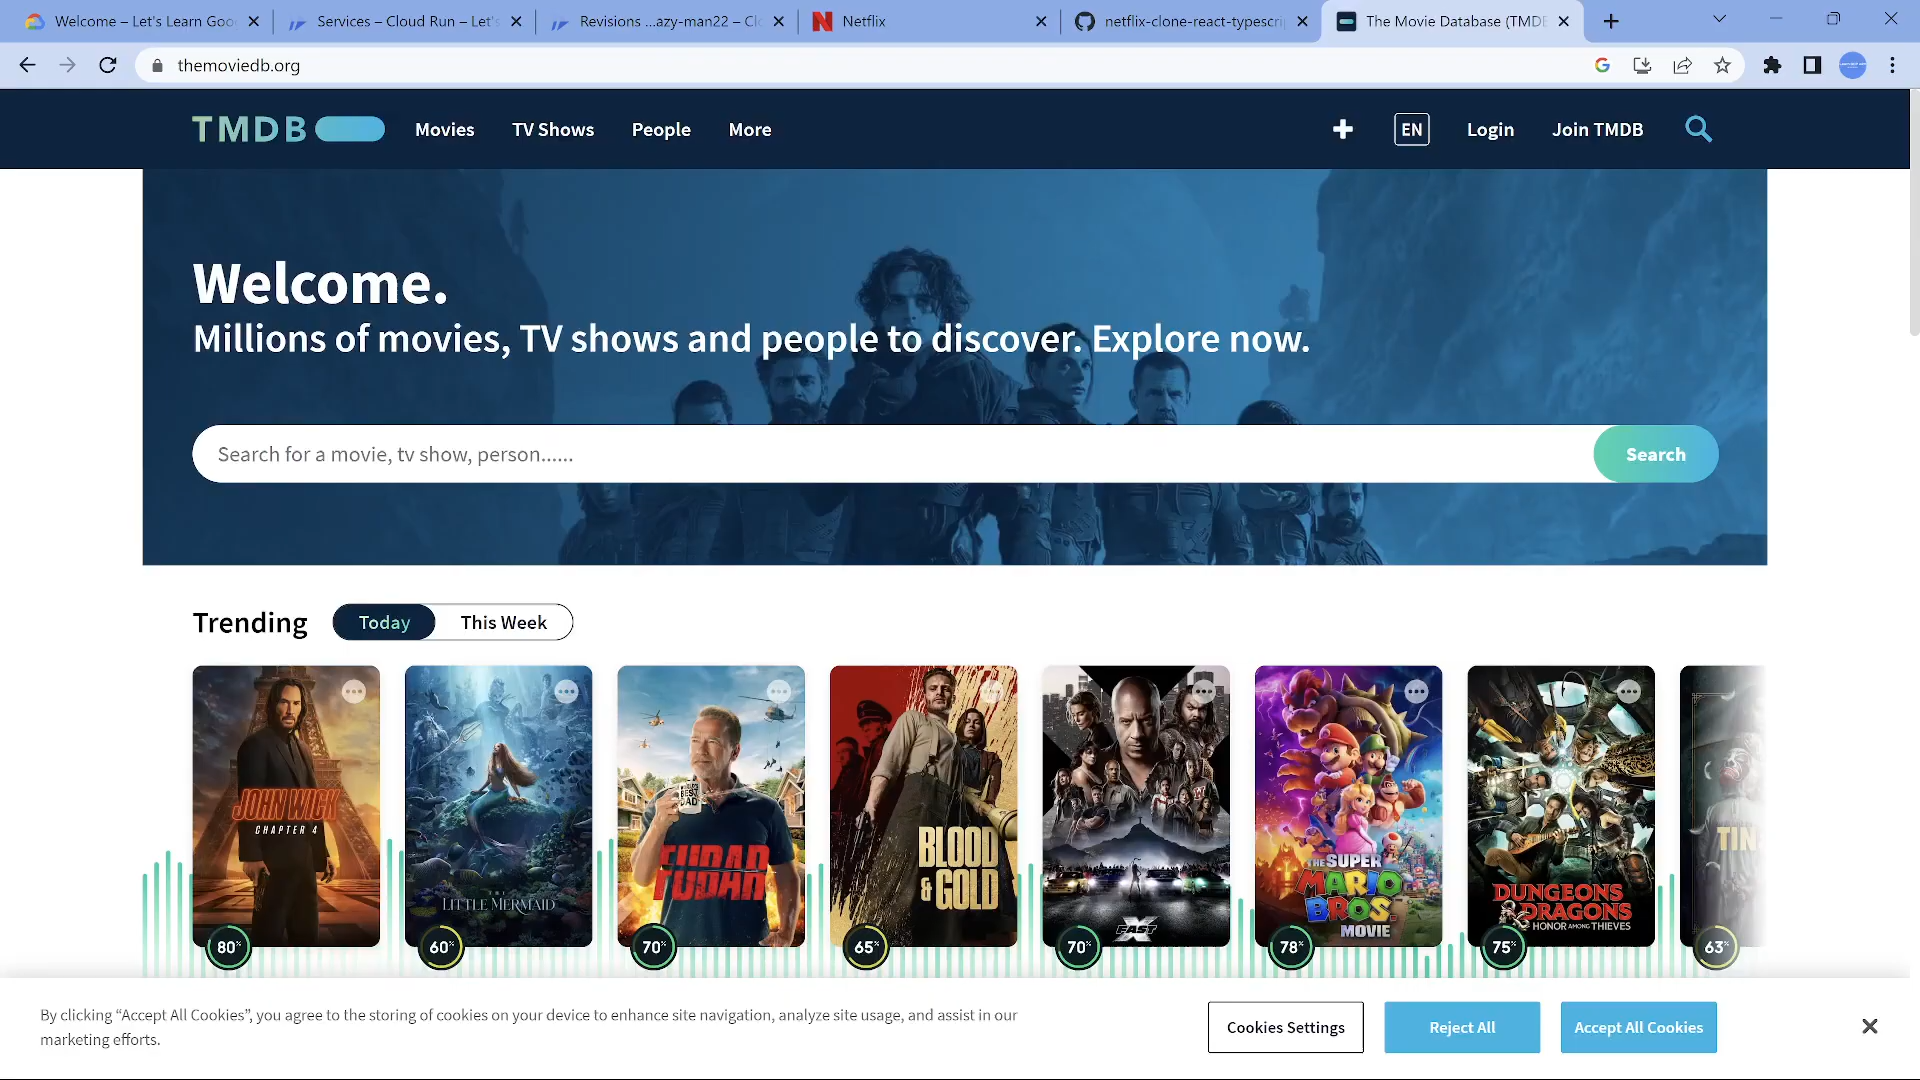 Welcome – Let's Learn Goo
Services – Cloud Run – Let's
Revisions ...azy-man22 – Clo
Netflix
netflix-clone-react-typescri
The Movie Database (TMDB
themoviedb.org
TMDB
Movies
TV Shows
People
More
EN
Login
Join TMDB
Welcome.
Millions of movies, TV shows and people to discover. Explore now.
Search for a movie, tv show, person......
Search
Trending
Today
This Week
JOHN WICK
CHAPTER 4
THE
LITTLE MERMAID
BEST
DAD
FUBAR
BLOOD
& GOLD
FAST X
THE SUPER
MARIO
BROS.
MOVIE
DUNGEONS
& DRAGONS
HONOR AMONG THIEVES
TIN
80%
60%
70%
65%
70%
78%
75%
63%
By clicking “Accept All Cookies”, you agree to the storing of cookies on your device to enhance site navigation, analyze site usage, and assist in our
marketing efforts.
Cookies Settings
Reject All
Accept All Cookies